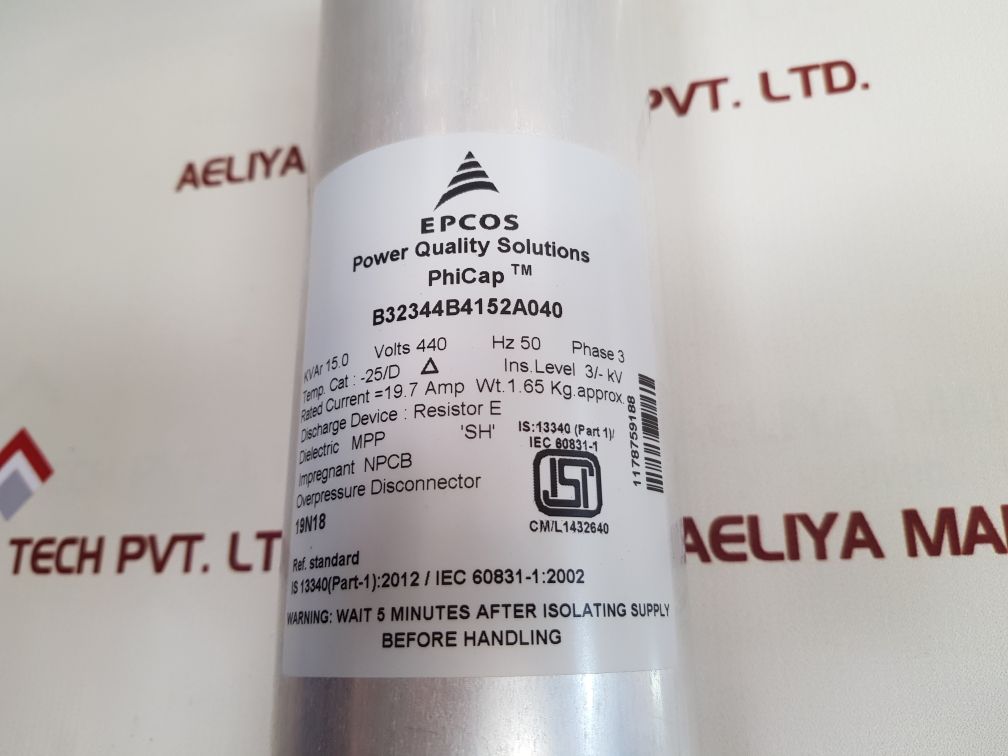 AELIYA
PVT. LTD.
EPCOS
Power Quality Solutions
PhiCap ™
B32344B4152A040
KVAr 15.0 Volts 440 Hz 50 Phase 3
Temp. Cat : -25/D Δ Ins.Level 3/- kV
Rated Current =19.7 Amp Wt.1.65 Kg.approx.
Discharge Device : Resistor E
Dielectric MPP 'SH'
IS:13340 (Part 1)/
IEC 60831-1
Impregnant NPCB
Overpressure Disconnector
ISI
19N18
CM/L1432640
1178759188
Ref. standard
IS 13340(Part-1):2012 / IEC 60831-1:2002
WARNING: WAIT 5 MINUTES AFTER ISOLATING SUPPLY
BEFORE HANDLING
TECH PVT. LT
AELIYA MA